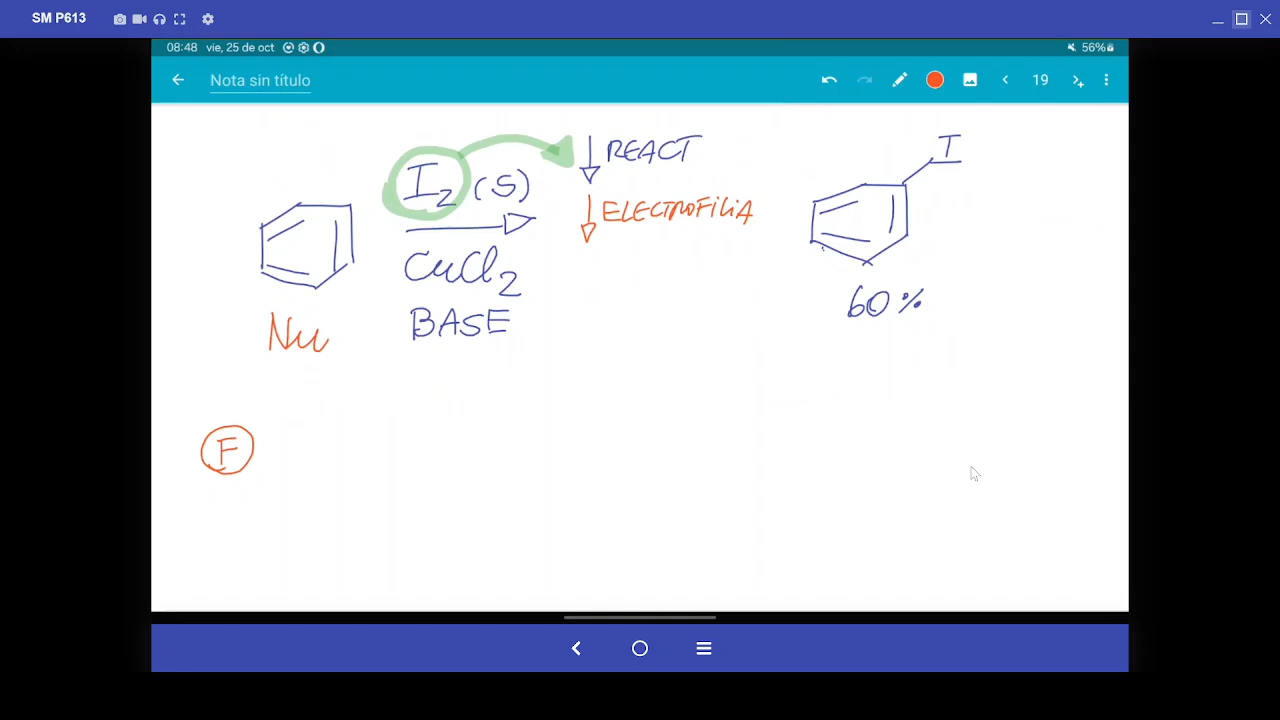 SM P613
08:48 vie, 25 de oct
56%
Nota sin título
19
I
I2 (S)
↓ REACT
↓ ELECTROFILIA
CuCl2
60%
BASE
Nu
F